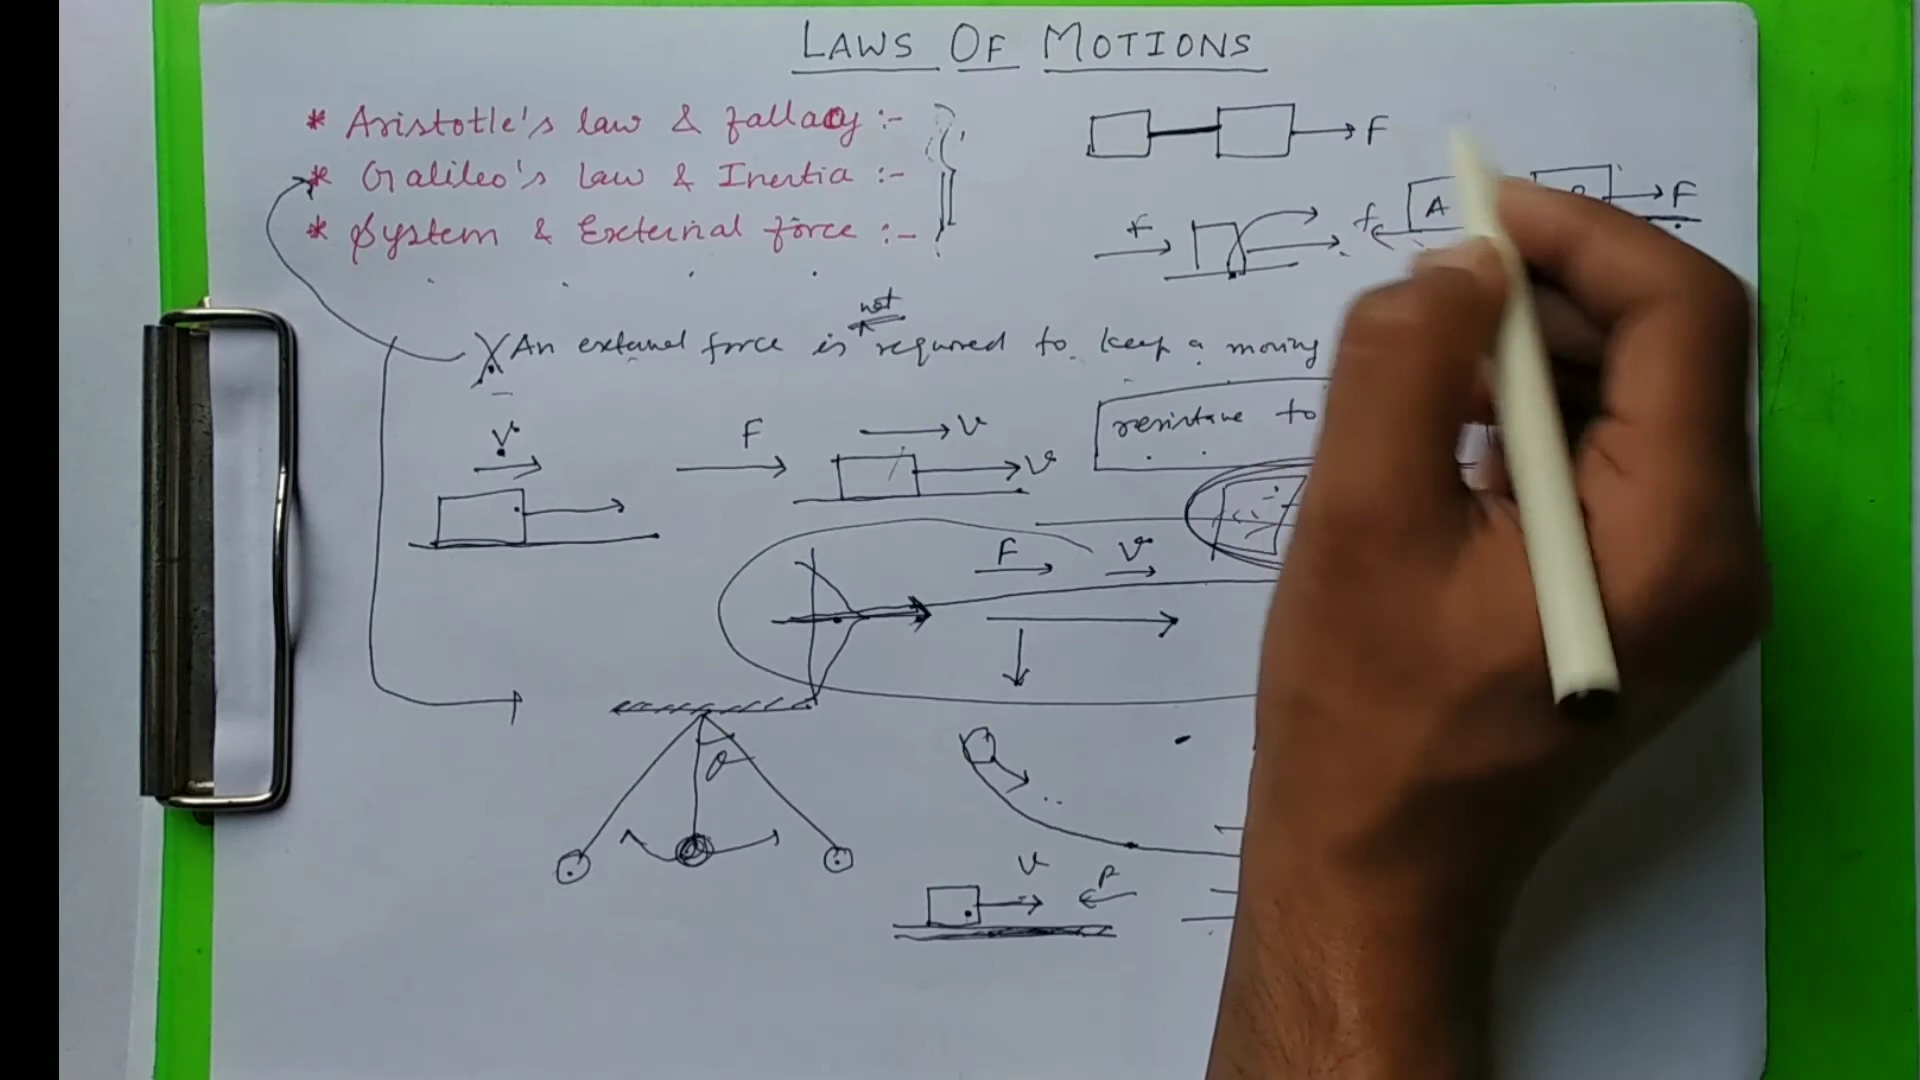 LAWS OF MOTIONS
* Aristotle's law & fallacy :-
* Galileo's Law & Inertia :-
* System & External force :-
F
F
A
F
f
not
X An external force is required to keep a moving
resistance to
V
F
V
V
F
V
θ
V
F